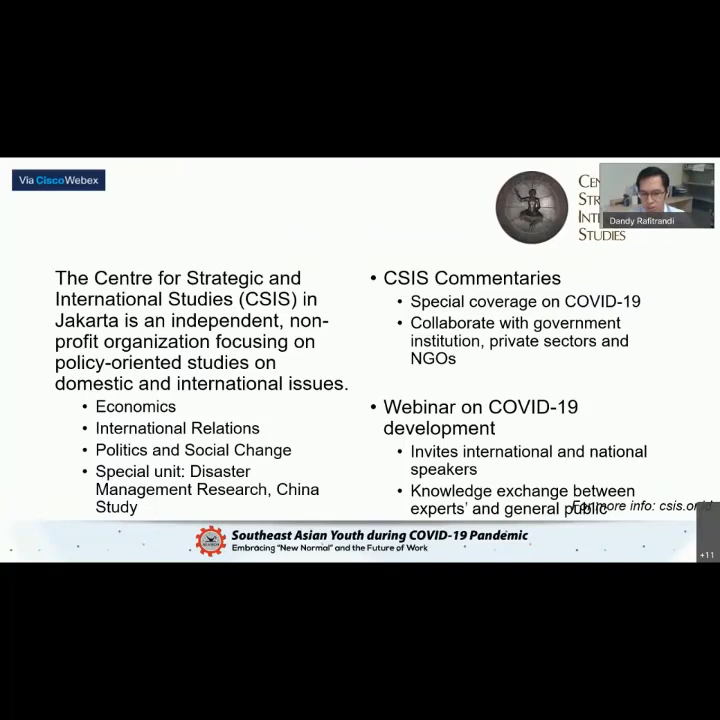 Via CiscoWebex
STUDIES
Dandy Rafitrandi
The Centre for Strategic and
International Studies (CSIS) in
Jakarta is an independent, non-
profit organization focusing on
policy-oriented studies on
domestic and international issues.
• Economics
• International Relations
• Politics and Social Change
• Special unit: Disaster
Management Research, China
Study
• CSIS Commentaries
• Special coverage on COVID-19
• Collaborate with government
institution, private sectors and
NGOs
• Webinar on COVID-19
development
• Invites international and national
speakers
• Knowledge exchange between
experts' and general public
For more info: csis.or.id
Southeast Asian Youth during COVID-19 Pandemic
Embracing "New Normal" and the Future of Work
+11